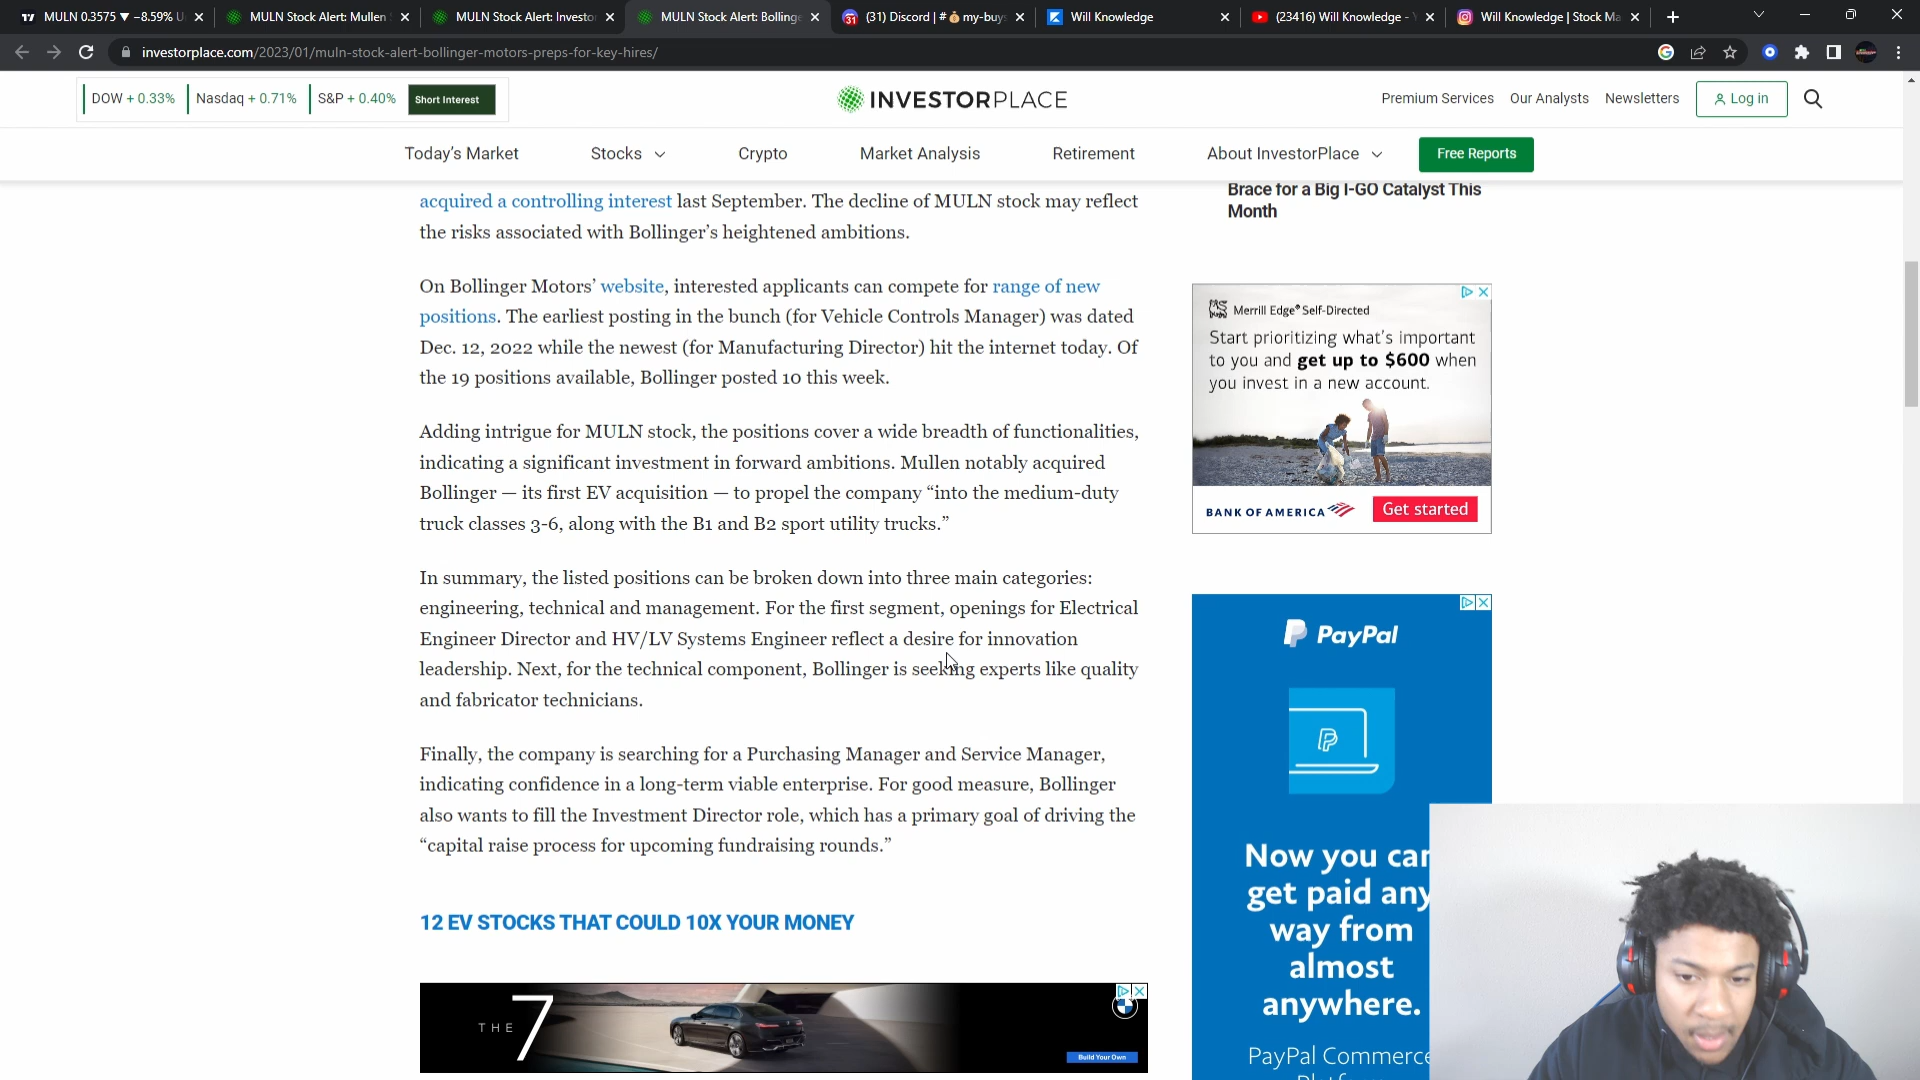 MULN 0.3575 ▼ −8.59% U
MULN Stock Alert: Mullen
MULN Stock Alert: Investor
MULN Stock Alert: Bollinge
(31) Discord | #💰my-buys
Will Knowledge
(23416) Will Knowledge -
Will Knowledge | Stock Ma
investorplace.com/2023/01/muln-stock-alert-bollinger-motors-preps-for-key-hires/
DOW + 0.33%
Nasdaq + 0.71%
S&P + 0.40%
Short Interest
INVESTORPLACE
Premium Services
Our Analysts
Newsletters
Log in
Today's Market
Stocks
Crypto
Market Analysis
Retirement
About InvestorPlace
Free Reports
acquired a controlling interest last September. The decline of MULN stock may reflect
the risks associated with Bollinger's heightened ambitions.
On Bollinger Motors' website, interested applicants can compete for range of new
positions. The earliest posting in the bunch (for Vehicle Controls Manager) was dated
Dec. 12, 2022 while the newest (for Manufacturing Director) hit the internet today. Of
the 19 positions available, Bollinger posted 10 this week.
Adding intrigue for MULN stock, the positions cover a wide breadth of functionalities,
indicating a significant investment in forward ambitions. Mullen notably acquired
Bollinger — its first EV acquisition — to propel the company “into the medium-duty
truck classes 3-6, along with the B1 and B2 sport utility trucks.”
In summary, the listed positions can be broken down into three main categories:
engineering, technical and management. For the first segment, openings for Electrical
Engineer Director and HV/LV Systems Engineer reflect a desire for innovation
leadership. Next, for the technical component, Bollinger is seeking experts like quality
and fabricator technicians.
Finally, the company is searching for a Purchasing Manager and Service Manager,
indicating confidence in a long-term viable enterprise. For good measure, Bollinger
also wants to fill the Investment Director role, which has a primary goal of driving the
“capital raise process for upcoming fundraising rounds.”
12 EV STOCKS THAT COULD 10X YOUR MONEY
THE 7
Build Your Own
Brace for a Big I-GO Catalyst This
Month
Merrill Edge® Self-Directed
Start prioritizing what's important
to you and get up to $600 when
you invest in a new account.
BANK OF AMERICA
Get started
PayPal
Now you can
get paid any
way from
almost
anywhere.
PayPal Commerce